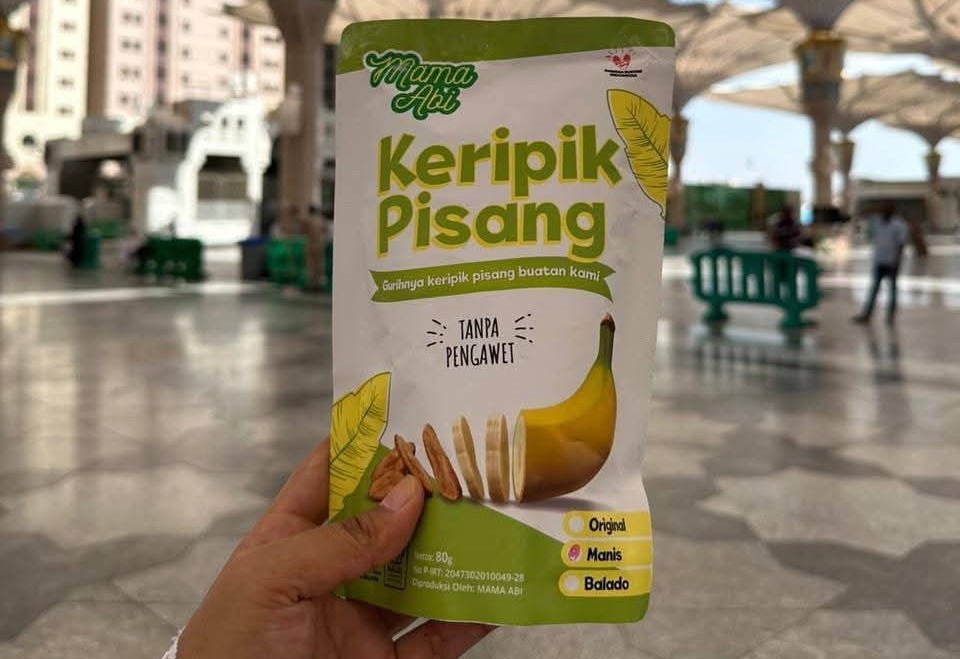 Mama
Abi
Keripik
Pisang
Gurihnya keripik pisang buatan kami
TANPA
PENGAWET
Original
Manis
Balado
Netto: 80g
No P-IRT: 2047302010049-28
Diproduksi Oleh: MAMA ABI